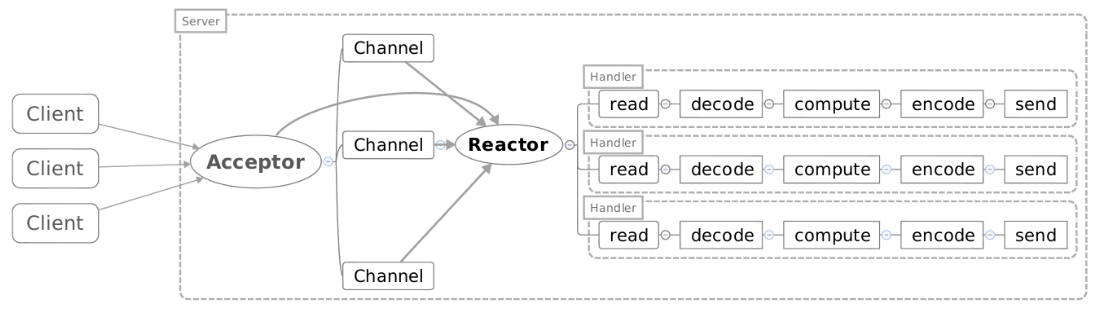 Server
Client
Client
Client
Acceptor
Channel
Channel
Channel
Reactor
Handler
read decode compute encode send
Handler
read decode compute encode send
Handler
read decode compute encode send